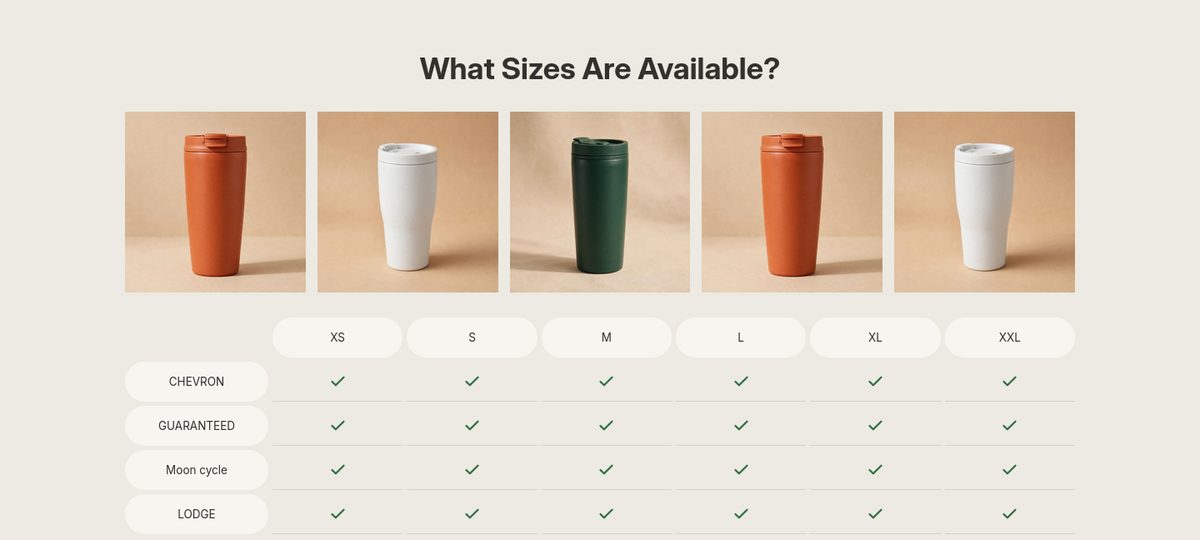 What Sizes Are Available?
XS S M L XL XXL
CHEVRON
GUARANTEED
Moon cycle
LODGE